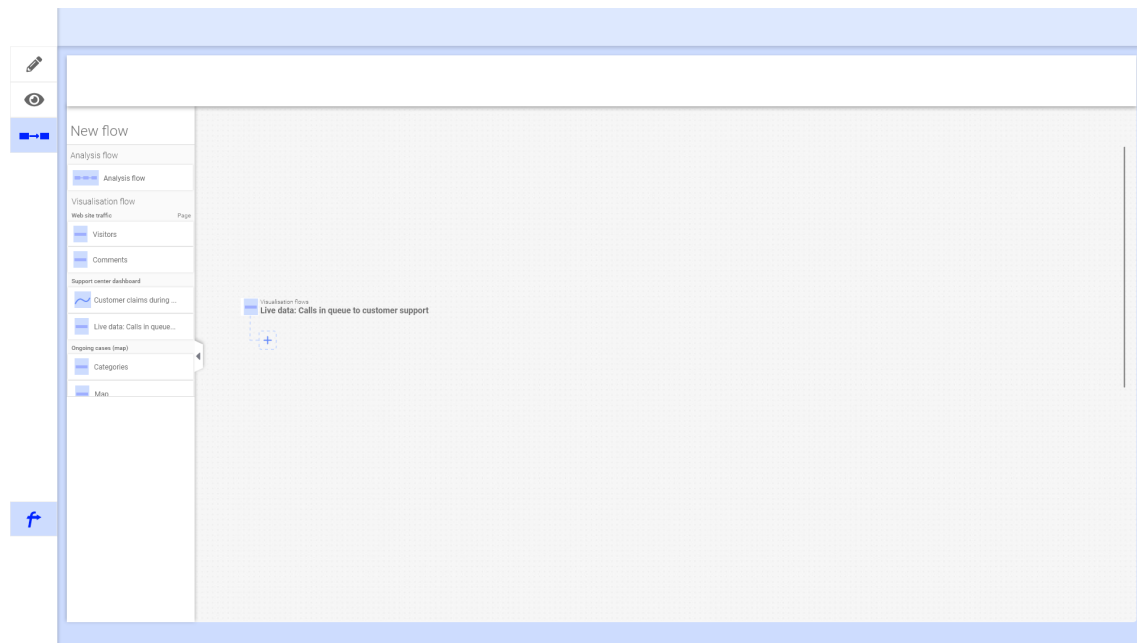 New flow
Analysis flow
Analysis flow
Visualisation flow
Web site traffic Page
Visitors
Comments
Support center dashboard
Customer claims during ...
Live data: Calls in queue...
Ongoing cases (map)
Categories
Map
Visualisation flows
Live data: Calls in queue to customer support